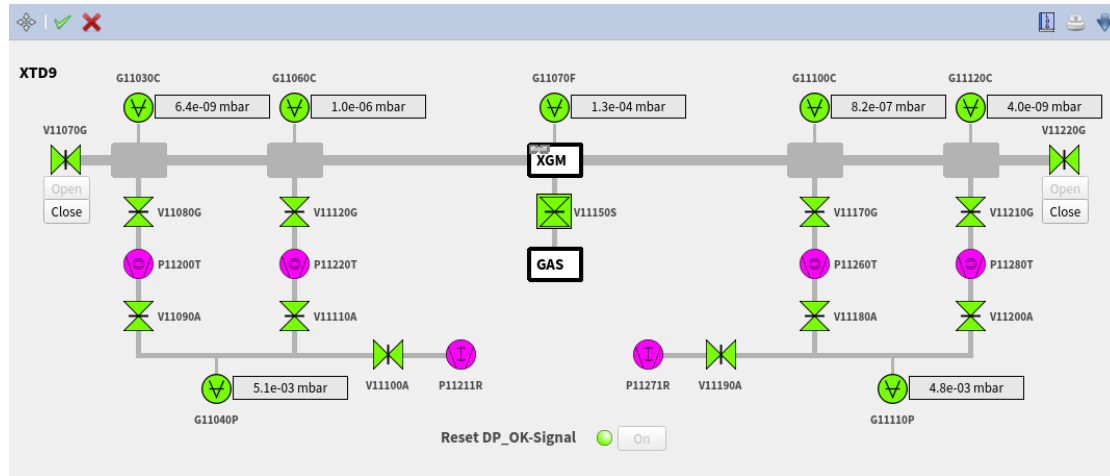 XTD9
G11030C
G11060C
G11070F
G11100C
G11120C
6.4e-09 mbar
1.0e-06 mbar
1.3e-04 mbar
8.2e-07 mbar
4.0e-09 mbar
V11070G
V11220G
XGM
Open
Open
Close
V11080G
V11120G
V11150S
V11170G
V11210G
Close
P11200T
P11220T
GAS
P11260T
P11280T
V11090A
V11110A
V11180A
V11200A
V11100A
P11211R
P11271R
V11190A
5.1e-03 mbar
4.8e-03 mbar
G11040P
G11110P
Reset DP_OK-Signal
On